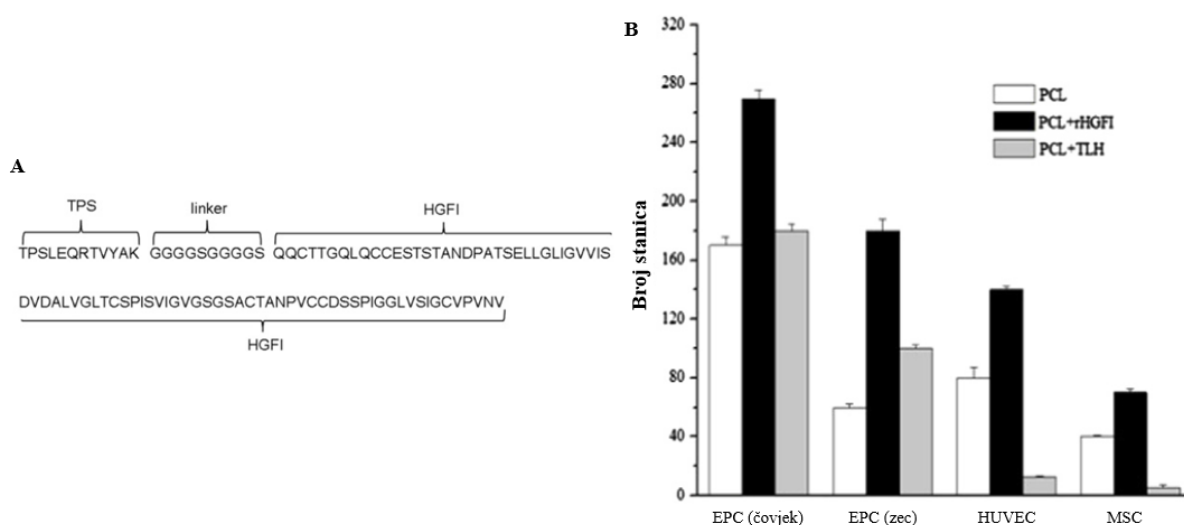 A
TPS linker HGFI
TPSLEQRTVYAK GGGGSGGGGS QQCTTGQLQCCESTSTANDPATSELLGLIGVVIS
DVDALVGLTCSPISVIGVGSGSACTANPVCCDSSPIGGLVSIGCVPVNV
HGFI
B
Broj stanica
320
280
240
200
160
120
80
40
0
PCL
PCL+rHGFI
PCL+TLH
EPC (čovjek) EPC (zec) HUVEC MSC